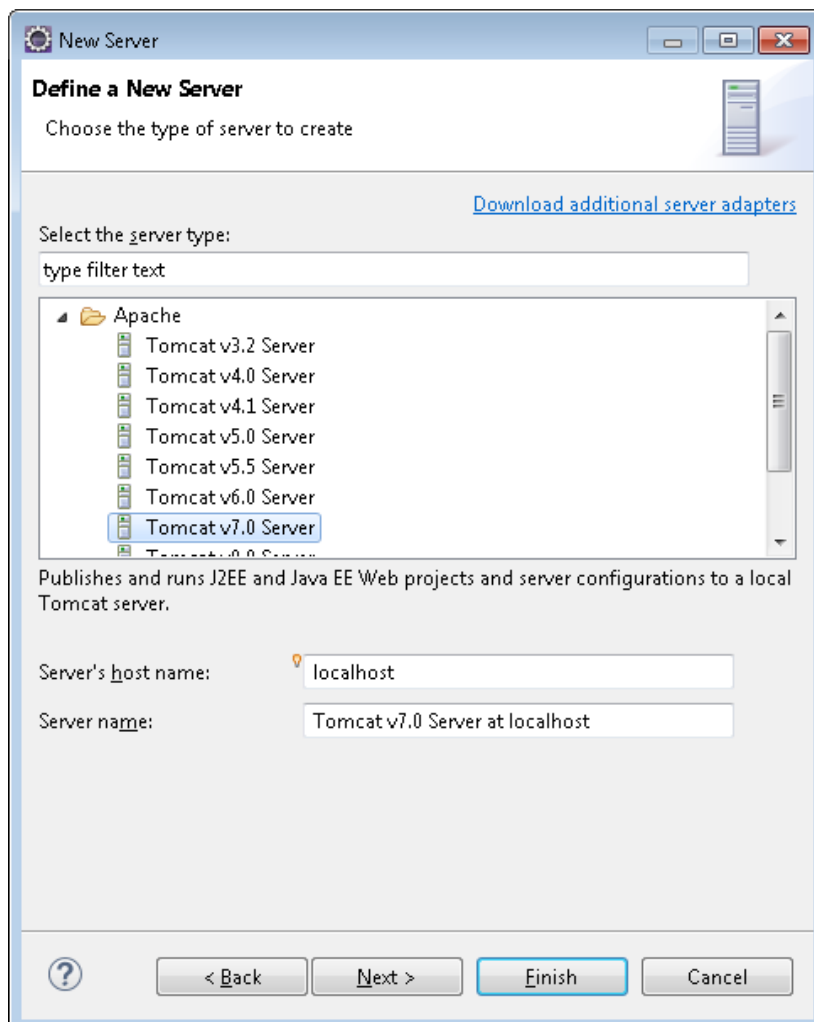 New Server
Define a New Server
Choose the type of server to create
Download additional server adapters
Select the server type:
type filter text
Apache
Tomcat v3.2 Server
Tomcat v4.0 Server
Tomcat v4.1 Server
Tomcat v5.0 Server
Tomcat v5.5 Server
Tomcat v6.0 Server
Tomcat v7.0 Server
Publishes and runs J2EE and Java EE Web projects and server configurations to a local
Tomcat server.
Server's host name: localhost
Server name: Tomcat v7.0 Server at localhost
? < Back Next > Finish Cancel